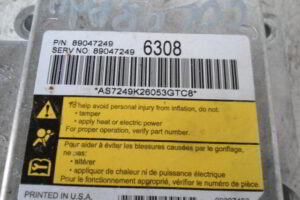 P/N 89047249
SERV NO. 89047249 6308
*AS7249K26053GTC8*
To help avoid personal injury from inflation, do not:
• tamper
• apply heat or electric power
For proper operation, verify part number.
Pour aider à éviter les blessures causées par le gonflage,
ne pas:
• altérer
• appliquer de chaleur ni de puissance électrique
Pour le fonctionnement approprié, vérifier le numéro de pièce.
PRINTED IN U.S.A.